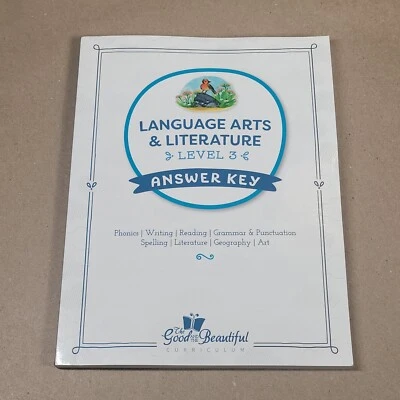 LANGUAGE ARTS
& LITERATURE
LEVEL 3
ANSWER KEY
Phonics | Writing | Reading | Grammar & Punctuation
Spelling | Literature | Geography | Art
The
Good AND THE Beautiful
CURRICULUM